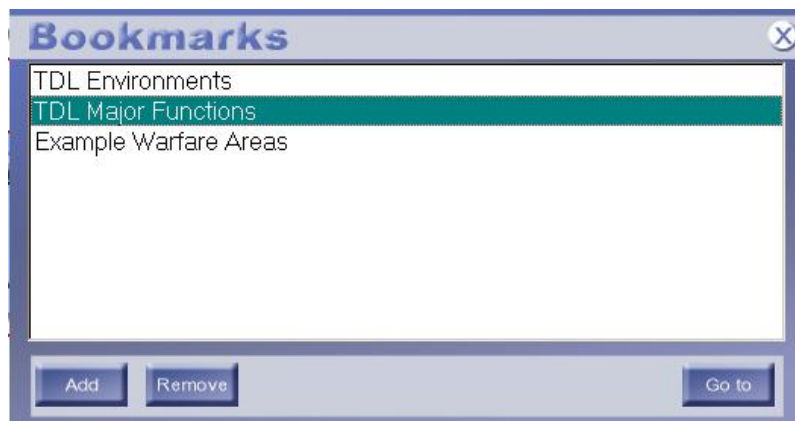 Bookmarks
X
TDL Environments
TDL Major Functions
Example Warfare Areas
Add
Remove
Go to